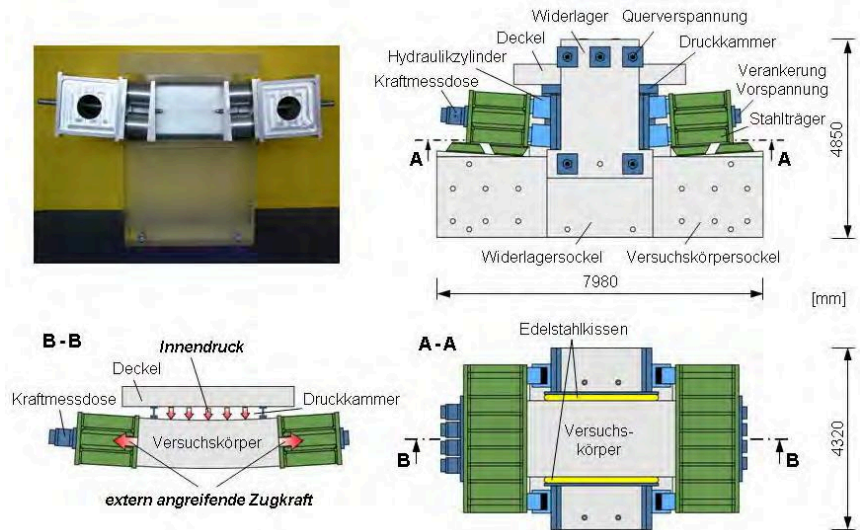 Widerlager
Querverspannung
Deckel
Druckkammer
Hydraulikzylinder
Kraftmessdose
Verankerung
Vorspannung
Stahlträger
A
A
4850
Widerlagersockel
Versuchskörpersockel
7980
[mm]
B - B
Innendruck
Deckel
Kraftmessdose
Druckkammer
Versuchskörper
extern angreifende Zugkraft
A - A
Edelstahlkissen
Versuchs-
körper
B
B
4320